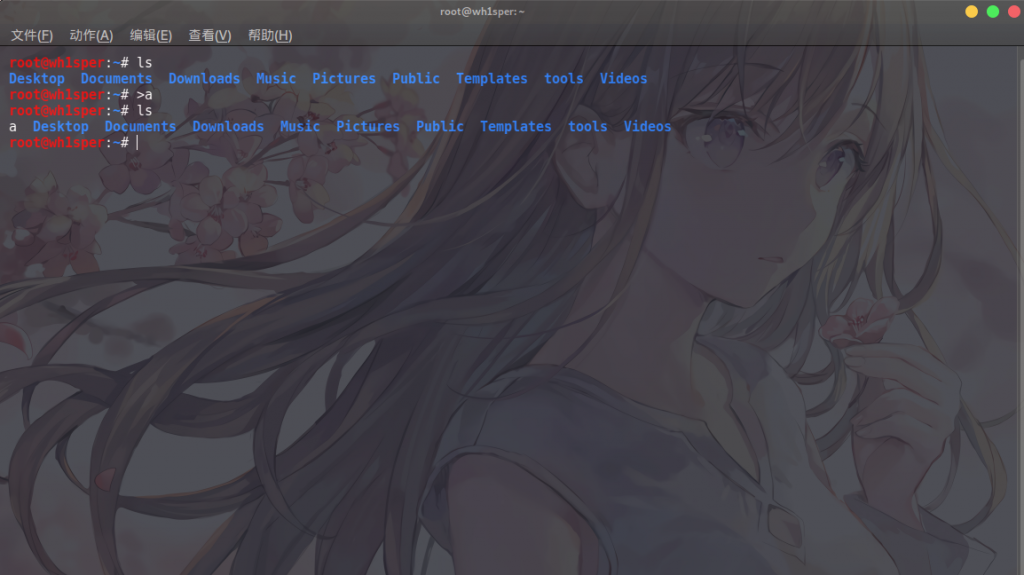 root@wh1sper: ~
文件(F) 动作(A) 编辑(E) 查看(V) 帮助(H)
root@wh1sper:~# ls
Desktop Documents Downloads Music Pictures Public Templates tools Videos
root@wh1sper:~# >a
root@wh1sper:~# ls
a Desktop Documents Downloads Music Pictures Public Templates tools Videos
root@wh1sper:~#